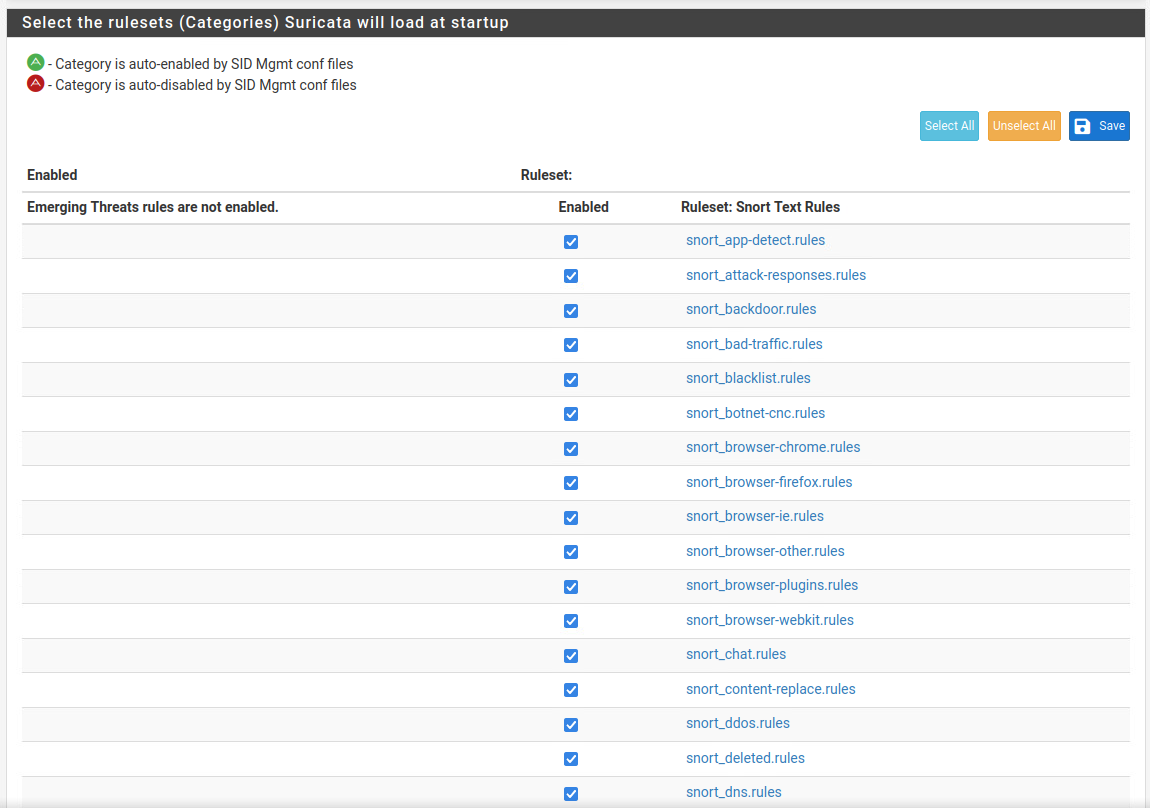 Select the rulesets (Categories) Suricata will load at startup
- Category is auto-enabled by SID Mgmt conf files
- Category is auto-disabled by SID Mgmt conf files
Select All Unselect All Save
Enabled Ruleset:
Emerging Threats rules are not enabled. Enabled Ruleset: Snort Text Rules
snort_app-detect.rules
snort_attack-responses.rules
snort_backdoor.rules
snort_bad-traffic.rules
snort_blacklist.rules
snort_botnet-cnc.rules
snort_browser-chrome.rules
snort_browser-firefox.rules
snort_browser-ie.rules
snort_browser-other.rules
snort_browser-plugins.rules
snort_browser-webkit.rules
snort_chat.rules
snort_content-replace.rules
snort_ddos.rules
snort_deleted.rules
snort_dns.rules